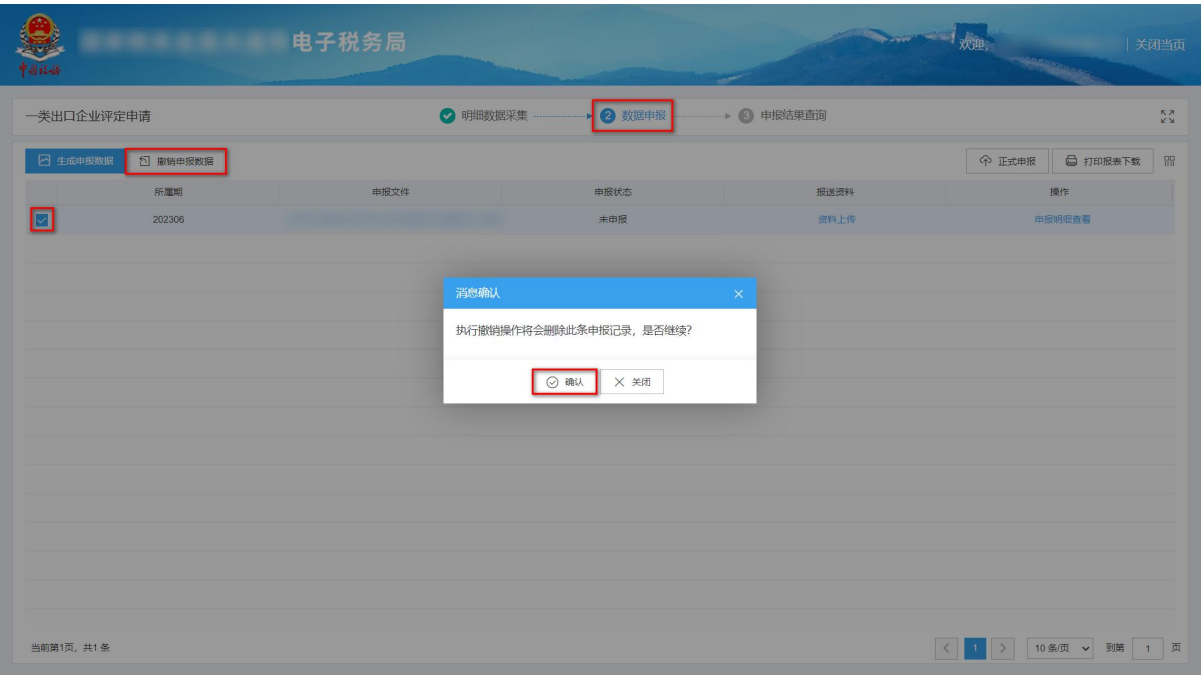 电子税务局
欢迎,
关闭当页
中国税务
一类出口企业评定申请
明细数据采集
2 数据申报
3 申报结果查询
生成申报数据
撤销申报数据
正式申报
打印报表下载
所属期 申报文件 申报状态 报送资料 操作
202306 未申报 资料上传 申报明细查看
消息确认
执行撤销操作将会删除此条申报记录,是否继续?
确认
关闭
当前第1页,共1 条
1
10 条/页
到第 1 页